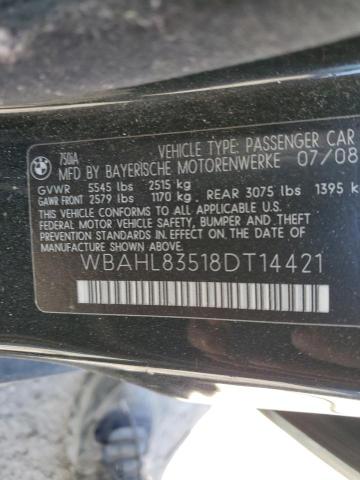 750iA VEHICLE TYPE: PASSENGER CAR
MFD BY BAYERISCHE MOTORENWERKE 07/08
GVWR 5545 lbs 2515 kg
GAWR FRONT 2579 lbs 1170 kg REAR 3075 lbs 1395 k
THIS VEHICLE CONFORMS TO ALL APPLICABLE U.S.
FEDERAL MOTOR VEHICLE SAFETY, BUMPER AND THEFT
PREVENTION STANDARDS IN EFFECT ON THE DATE OF
MANUFACTURE SHOWN ABOVE.
WBAHL83518DT14421